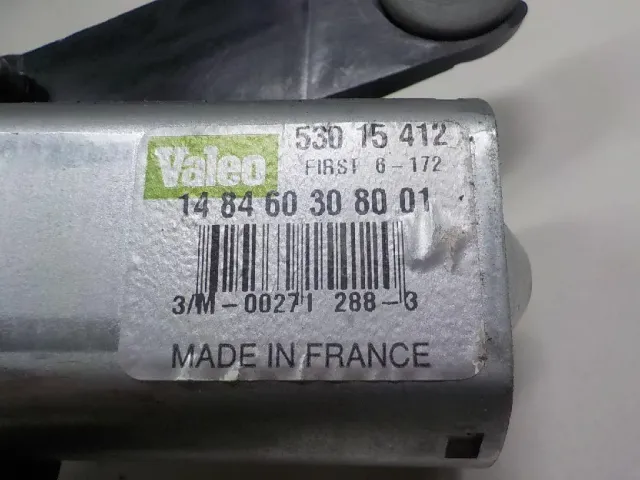 Valeo 530 15 412
FIRST 6-172
14 84 60 30 80 01
3/M-00271 288-3
MADE IN FRANCE